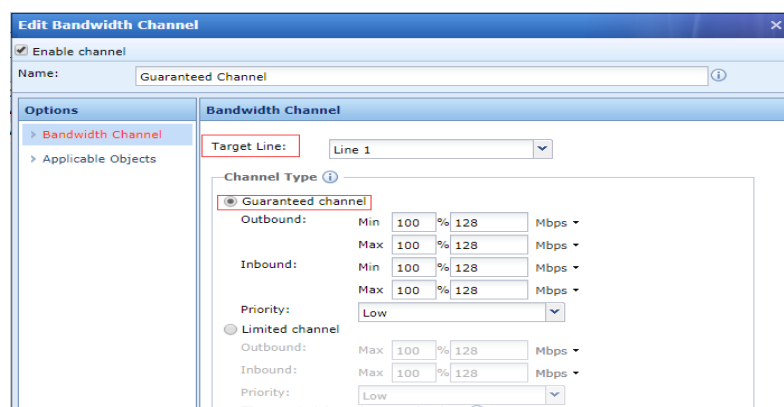 Edit Bandwidth Channel
Enable channel
Name: Guaranteed Channel
Options
Bandwidth Channel
Applicable Objects
Bandwidth Channel
Target Line: Line 1
Channel Type
Guaranteed channel
Outbound: Min 100 % 128 Mbps
Max 100 % 128 Mbps
Inbound: Min 100 % 128 Mbps
Max 100 % 128 Mbps
Priority: Low
Limited channel
Outbound: Max 100 % 128 Mbps
Inbound: Max 100 % 128 Mbps
Priority: Low